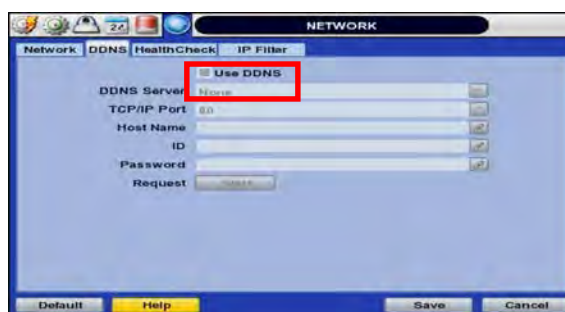 NETWORK
Network DDNS HealthCheck IP Filter
Use DDNS
DDNS Server None
TCP/IP Port 80
Host Name
ID
Password
Request
Default Help Save Cancel